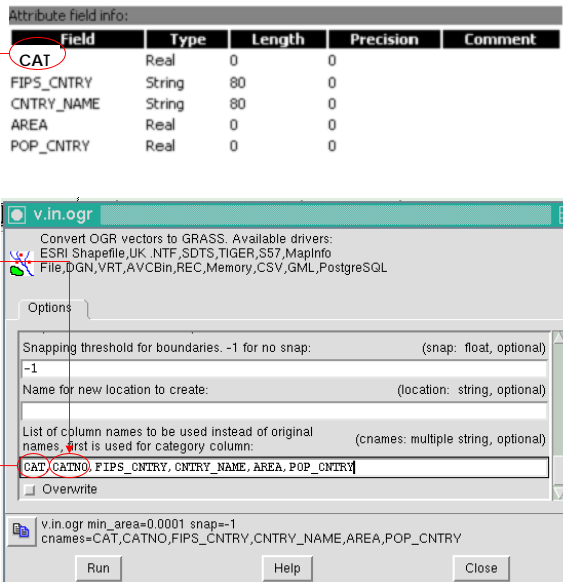 Attribute field info:
Field Type Length Precision Comment
CAT Real 0 0
FIPS_CNTRY String 80 0
CNTRY_NAME String 80 0
AREA Real 0 0
POP_CNTRY Real 0 0
v.in.ogr
Convert OGR vectors to GRASS. Available drivers:
ESRI Shapefile,UK .NTF,SDTS,TIGER,S57,MapInfo
File,DGN,VRT,AVCBin,REC,Memory,CSV,GML,PostgreSQL
Options
Snapping threshold for boundaries. -1 for no snap: (snap: float, optional)
-1
Name for new location to create: (location: string, optional)
List of column names to be used instead of original
names, first is used for category column: (cnames: multiple string, optional)
CAT,CATNO,FIPS_CNTRY,CNTRY_NAME,AREA,POP_CNTRY
Overwrite
v.in.ogr min_area=0.0001 snap=-1
cnames=CAT,CATNO,FIPS_CNTRY,CNTRY_NAME,AREA,POP_CNTRY
Run Help Close